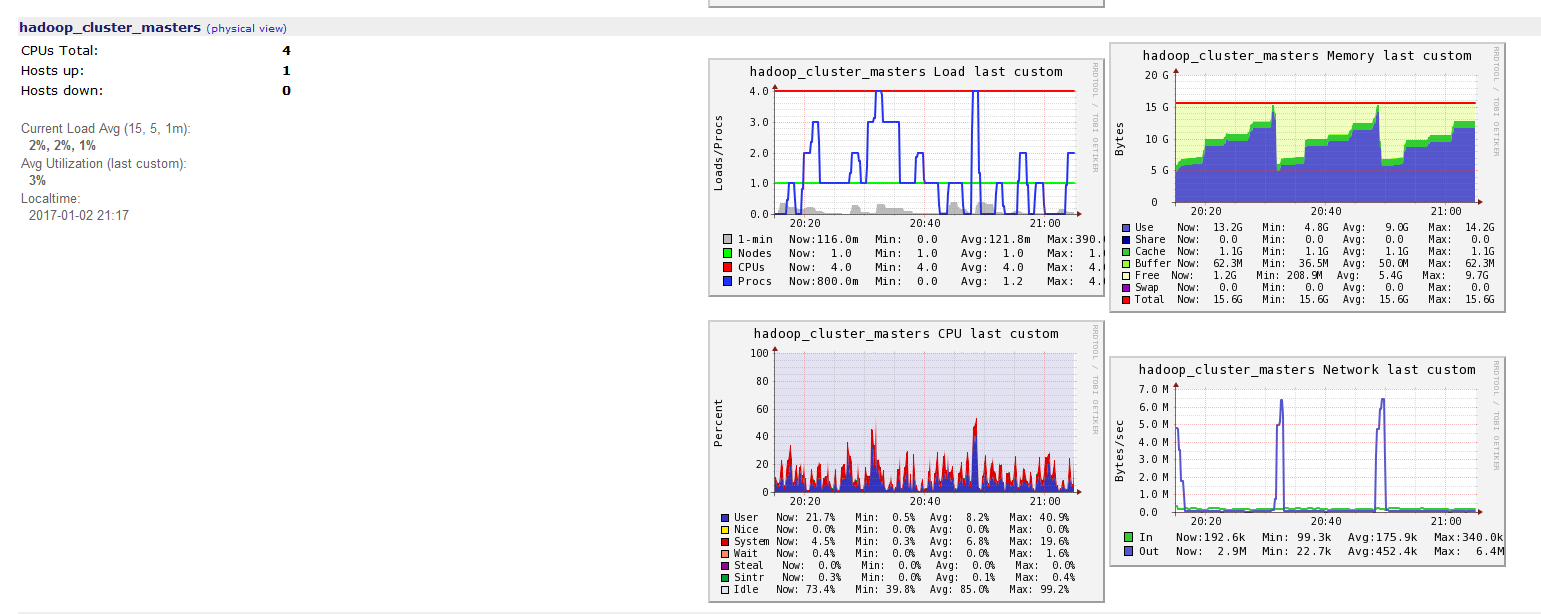 hadoop_cluster_masters (physical view)
CPUs Total: 4
Hosts up: 1
Hosts down: 0
Current Load Avg (15, 5, 1m):
2%, 2%, 1%
Avg Utilization (last custom):
3%
Localtime:
2017-01-02 21:17
hadoop_cluster_masters Load last custom
RRDTOOL / TOBI OETIKER
Loads/Procs
4.0
3.0
2.0
1.0
0.0
20:20 20:40 21:00
1-min Now:116.0m Min: 0.0 Avg:121.8m Max:390.
Nodes Now: 1.0 Min: 1.0 Avg: 1.0 Max: 1.
CPUs Now: 4.0 Min: 4.0 Avg: 4.0 Max: 4.
Procs Now:800.0m Min: 0.0 Avg: 1.2 Max: 4.
hadoop_cluster_masters Memory last custom
RRDTOOL / TOBI OETIKER
Bytes
20 G
15 G
10 G
5 G
0
20:20 20:40 21:00
Use Now: 13.2G Min: 4.8G Avg: 9.0G Max: 14.2G
Share Now: 0.0 Min: 0.0 Avg: 0.0 Max: 0.0
Cache Now: 1.1G Min: 1.1G Avg: 1.1G Max: 1.1G
Buffer Now: 62.3M Min: 36.5M Avg: 50.0M Max: 62.3M
Free Now: 1.2G Min: 208.9M Avg: 5.4G Max: 9.7G
Swap Now: 0.0 Min: 0.0 Avg: 0.0 Max: 0.0
Total Now: 15.6G Min: 15.6G Avg: 15.6G Max: 15.6G
hadoop_cluster_masters CPU last custom
RRDTOOL / TOBI OETIKER
Percent
100
80
60
40
20
0
20:20 20:40 21:00
User Now: 21.7% Min: 0.5% Avg: 8.2% Max: 40.9%
Nice Now: 0.0% Min: 0.0% Avg: 0.0% Max: 0.0%
System Now: 4.5% Min: 0.3% Avg: 6.8% Max: 19.6%
Wait Now: 0.4% Min: 0.0% Avg: 0.0% Max: 1.6%
Steal Now: 0.0% Min: 0.0% Avg: 0.0% Max: 0.0%
Sintr Now: 0.3% Min: 0.0% Avg: 0.1% Max: 0.4%
Idle Now: 73.4% Min: 39.8% Avg: 85.0% Max: 99.2%
hadoop_cluster_masters Network last custom
RRDTOOL / TOBI OETIKER
Bytes/sec
7.0 M
6.0 M
5.0 M
4.0 M
3.0 M
2.0 M
1.0 M
0.0
20:20 20:40 21:00
In Now:192.6k Min: 99.3k Avg:175.9k Max:340.0k
Out Now: 2.9M Min: 22.7k Avg:452.4k Max: 6.4M